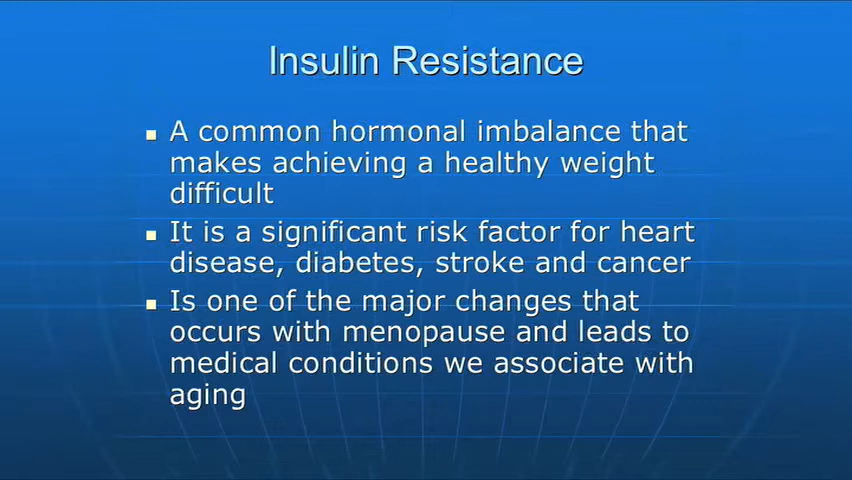 Insulin Resistance
A common hormonal imbalance that
makes achieving a healthy weight
difficult
It is a significant risk factor for heart
disease, diabetes, stroke and cancer
Is one of the major changes that
occurs with menopause and leads to
medical conditions we associate with
aging